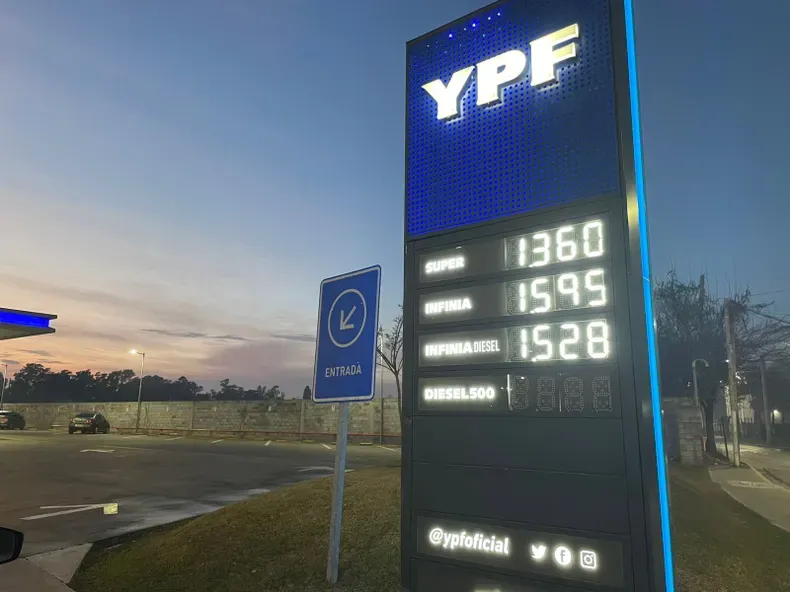 YPF
SUPER 1360
INFINIA 1595
INFINIA DIESEL 1528
DIESEL500
ENTRADA
@ypfoficial